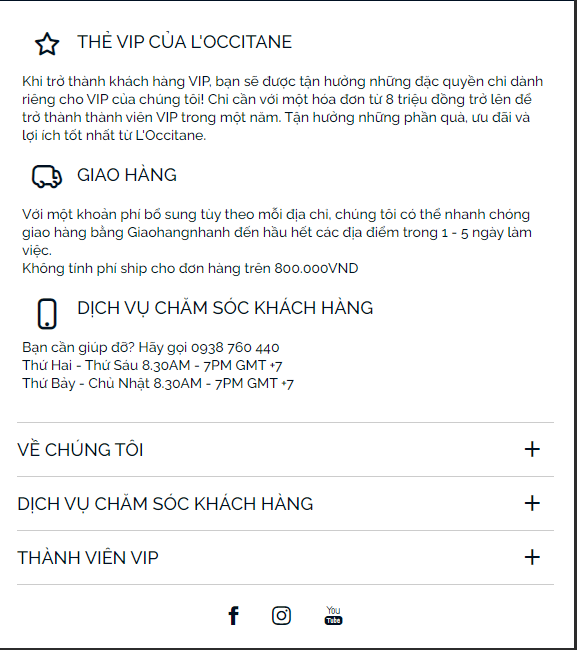 THẺ VIP CỦA L'OCCITANE
Khi trở thành khách hàng VIP, bạn sẽ được tận hưởng những đặc quyền chỉ dành
riêng cho VIP của chúng tôi! Chỉ cần với một hóa đơn từ 8 triệu đồng trở lên để
trở thành thành viên VIP trong một năm. Tận hưởng những phần quà, ưu đãi và
lợi ích tốt nhất từ L'Occitane.
GIAO HÀNG
Với một khoản phí bổ sung tùy theo mỗi địa chỉ, chúng tôi có thể nhanh chóng
giao hàng bằng Giaohangnhanh đến hầu hết các địa điểm trong 1 - 5 ngày làm
việc.
Không tính phí ship cho đơn hàng trên 800.000VND
DỊCH VỤ CHĂM SÓC KHÁCH HÀNG
Bạn cần giúp đỡ? Hãy gọi 0938 760 440
Thứ Hai - Thứ Sáu 8.30AM - 7PM GMT +7
Thứ Bảy - Chủ Nhật 8.30AM - 7PM GMT +7
VỀ CHÚNG TÔI
DỊCH VỤ CHĂM SÓC KHÁCH HÀNG
THÀNH VIÊN VIP
You
Tube